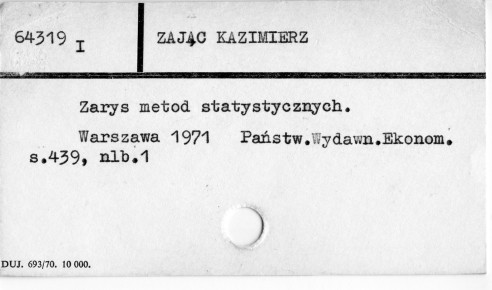 64319 I ZAJĄC KAZIMIERZ
Zarys metod statystycznych.
Warszawa 1971 Państw.Wydawn.Ekonom.
s.439, nlb.1
DUJ. 693/70. 10 000.